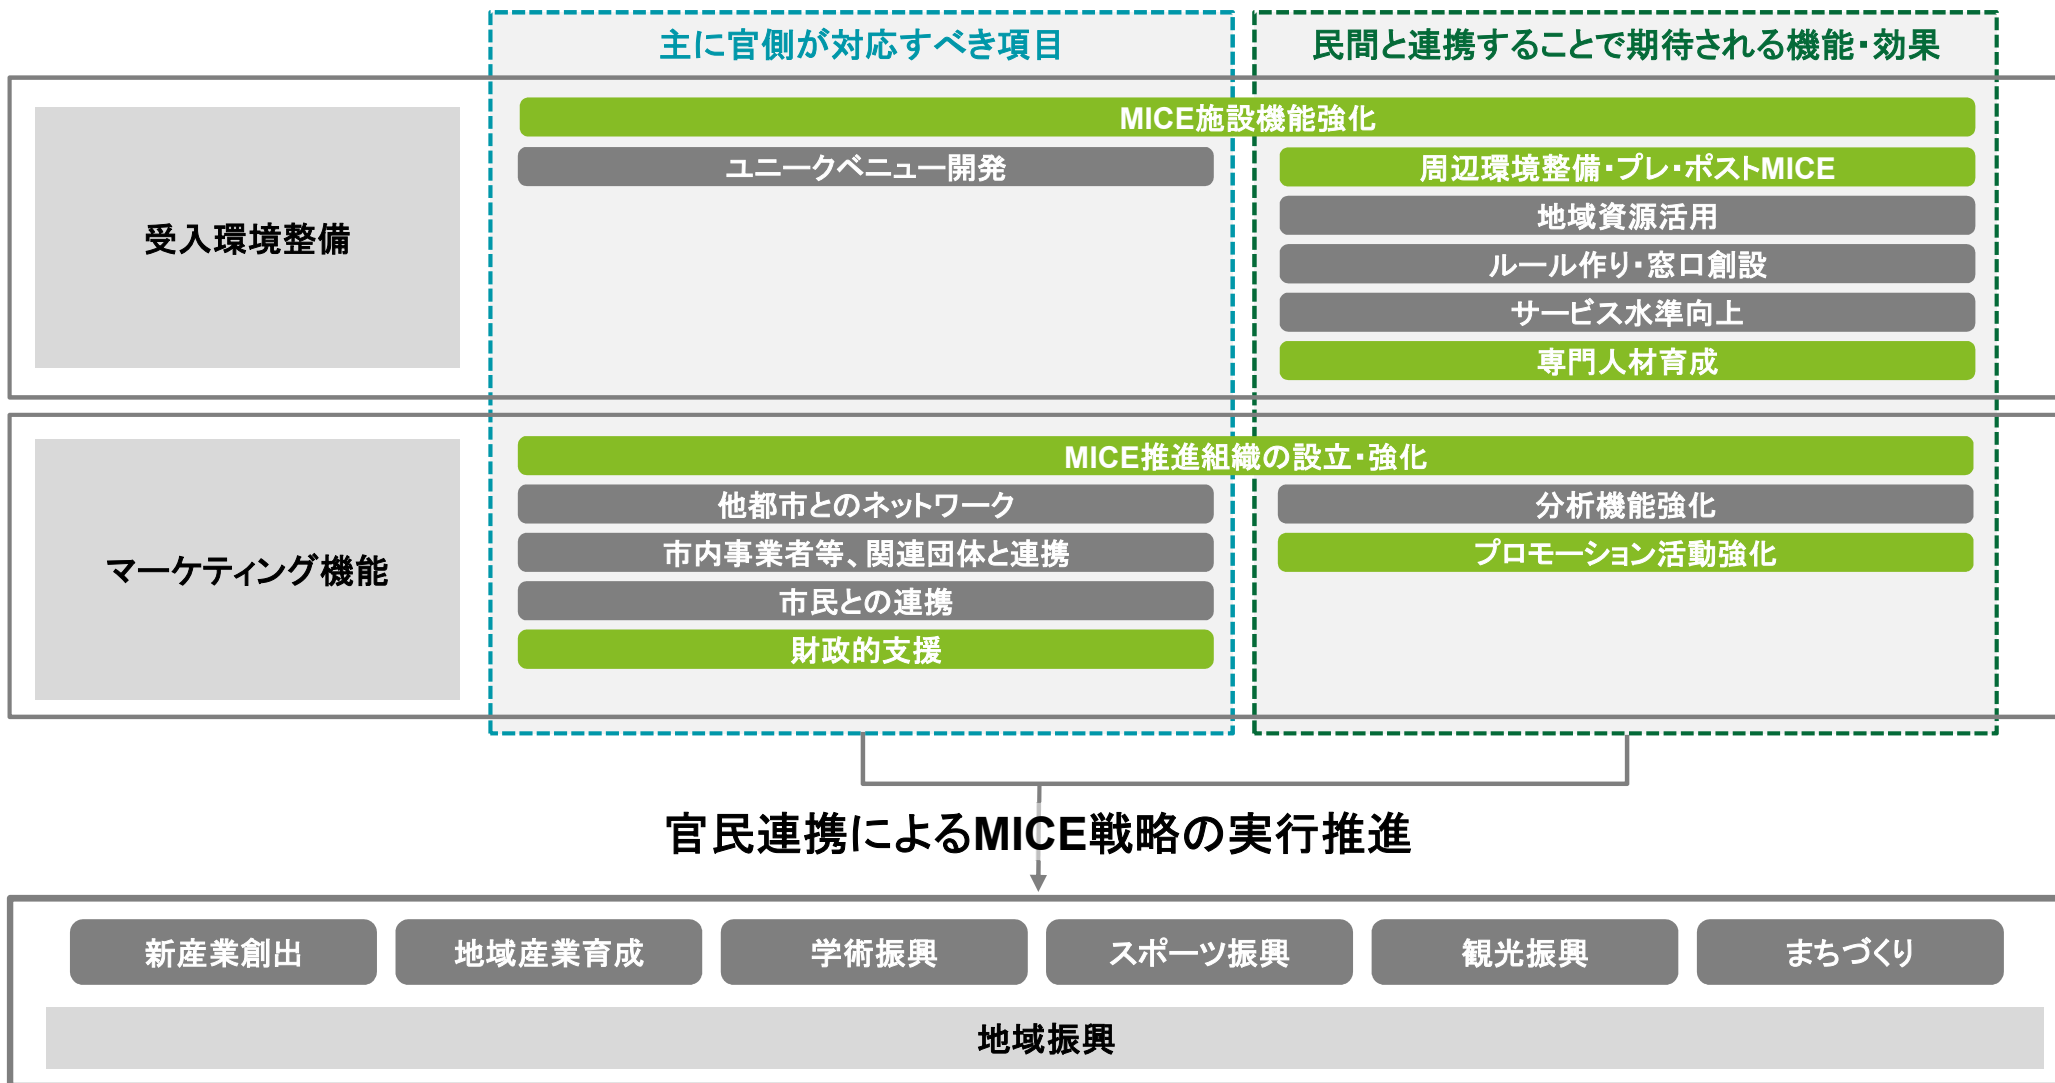 主に官側が対応すべき項目
民間と連携することで期待される機能・効果
受入環境整備
MICE施設機能強化
ユニークベニュー開発
周辺環境整備・プレ・ポストMICE
地域資源活用
ルール作り・窓口創設
サービス水準向上
専門人材育成
マーケティング機能
MICE推進組織の設立・強化
他都市とのネットワーク
市内事業者等、関連団体と連携
市民との連携
財政的支援
分析機能強化
プロモーション活動強化
官民連携によるMICE戦略の実行推進
新産業創出
地域産業育成
学術振興
スポーツ振興
観光振興
まちづくり
地域振興